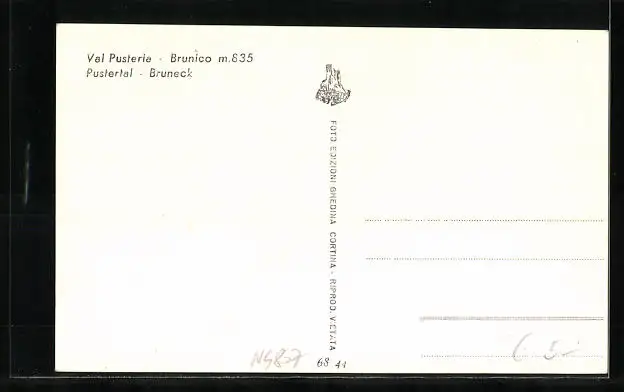 Val Pusteria - Brunico m.835
Pustertal - Bruneck
FOTO EDIZIONI GHEDINA CORTINA - RIPROD. VIETATA
68 41